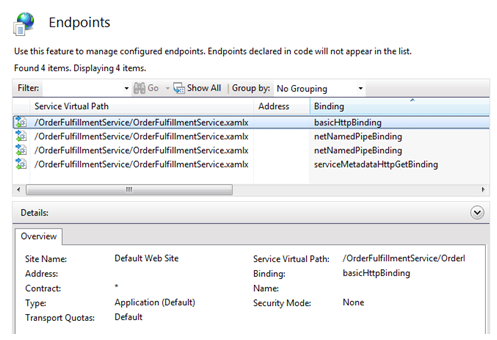 Endpoints
Use this feature to manage configured endpoints. Endpoints declared in code will not appear in the list.
Found 4 items. Displaying 4 items.
Filter: Go Show All Group by: No Grouping
Service Virtual Path Address Binding
/OrderFulfillmentService/OrderFulfillmentService.xamlx basicHttpBinding
/OrderFulfillmentService/OrderFulfillmentService.xamlx netNamedPipeBinding
/OrderFulfillmentService/OrderFulfillmentService.xamlx netNamedPipeBinding
/OrderFulfillmentService/OrderFulfillmentService.xamlx serviceMetadataHttpGetBinding
Details:
Overview
Site Name: Default Web Site Service Virtual Path: /OrderFulfillmentService/Orderl
Address: Binding: basicHttpBinding
Contract: * Name:
Type: Application (Default) Security Mode: None
Transport Quotas: Default